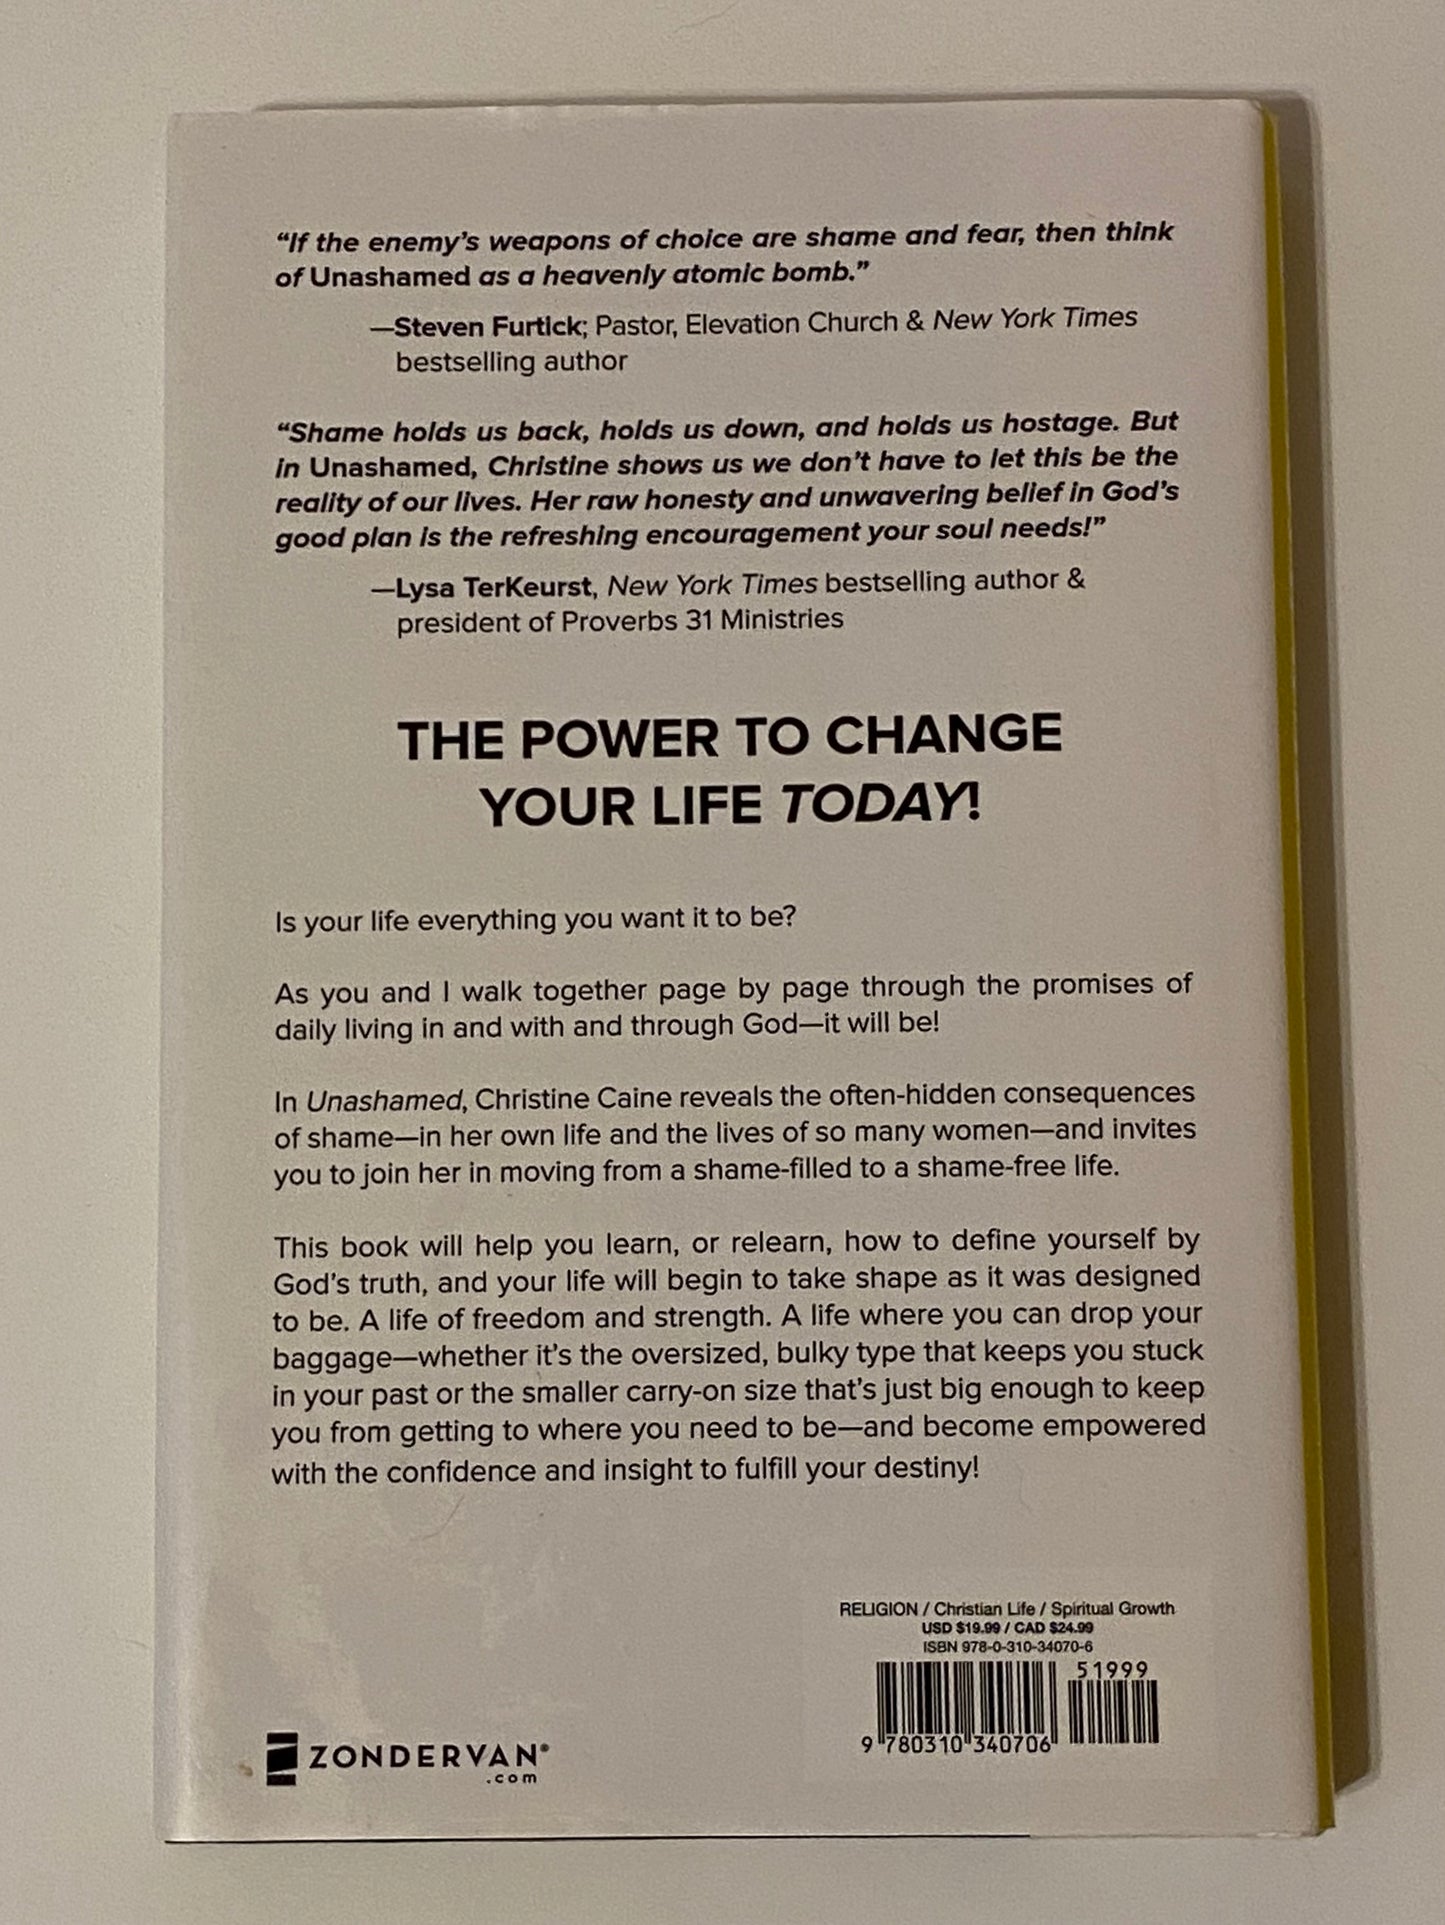 “If the enemy’s weapons of choice are shame and fear, then think
of Unashamed as a heavenly atomic bomb.”
—Steven Furtick; Pastor, Elevation Church & New York Times
bestselling author
“Shame holds us back, holds us down, and holds us hostage. But
in Unashamed, Christine shows us we don’t have to let this be the
reality of our lives. Her raw honesty and unwavering belief in God’s
good plan is the refreshing encouragement your soul needs!”
—Lysa TerKeurst, New York Times bestselling author &
president of Proverbs 31 Ministries
THE POWER TO CHANGE
YOUR LIFE TODAY!
Is your life everything you want it to be?
As you and I walk together page by page through the promises of
daily living in and with and through God—it will be!
In Unashamed, Christine Caine reveals the often-hidden consequences
of shame—in her own life and the lives of so many women—and invites
you to join her in moving from a shame-filled to a shame-free life.
This book will help you learn, or relearn, how to define yourself by
God’s truth, and your life will begin to take shape as it was designed
to be. A life of freedom and strength. A life where you can drop your
baggage—whether it’s the oversized, bulky type that keeps you stuck
in your past or the smaller carry-on size that’s just big enough to keep
you from getting to where you need to be—and become empowered
with the confidence and insight to fulfill your destiny!
RELIGION / Christian Life / Spiritual Growth
USD $19.99 / CAD $24.99
ISBN 978-0-310-34070-6
51999
9 780310 340706
ZONDERVAN®
.com